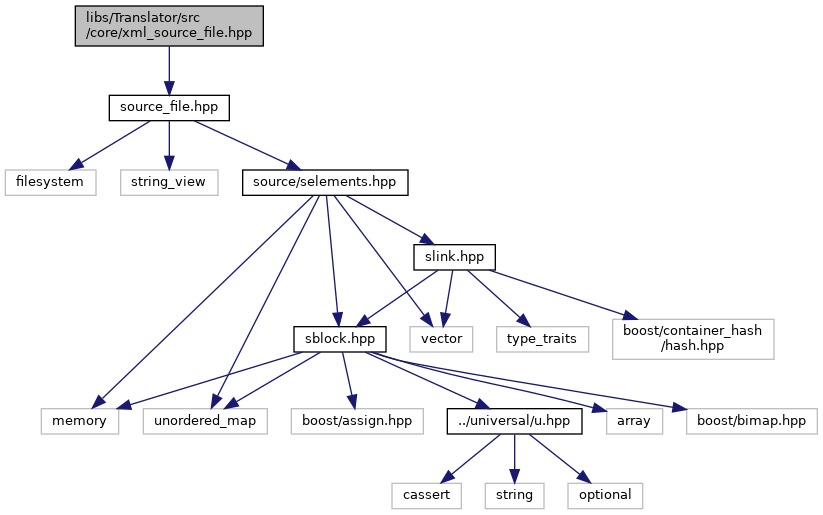 libs/Translator/src
/core/xml_source_file.hpp
source_file.hpp
filesystem
string_view
source/selements.hpp
slink.hpp
sblock.hpp
vector
type_traits
boost/container_hash
/hash.hpp
memory
unordered_map
boost/assign.hpp
../universal/u.hpp
array
boost/bimap.hpp
cassert
string
optional